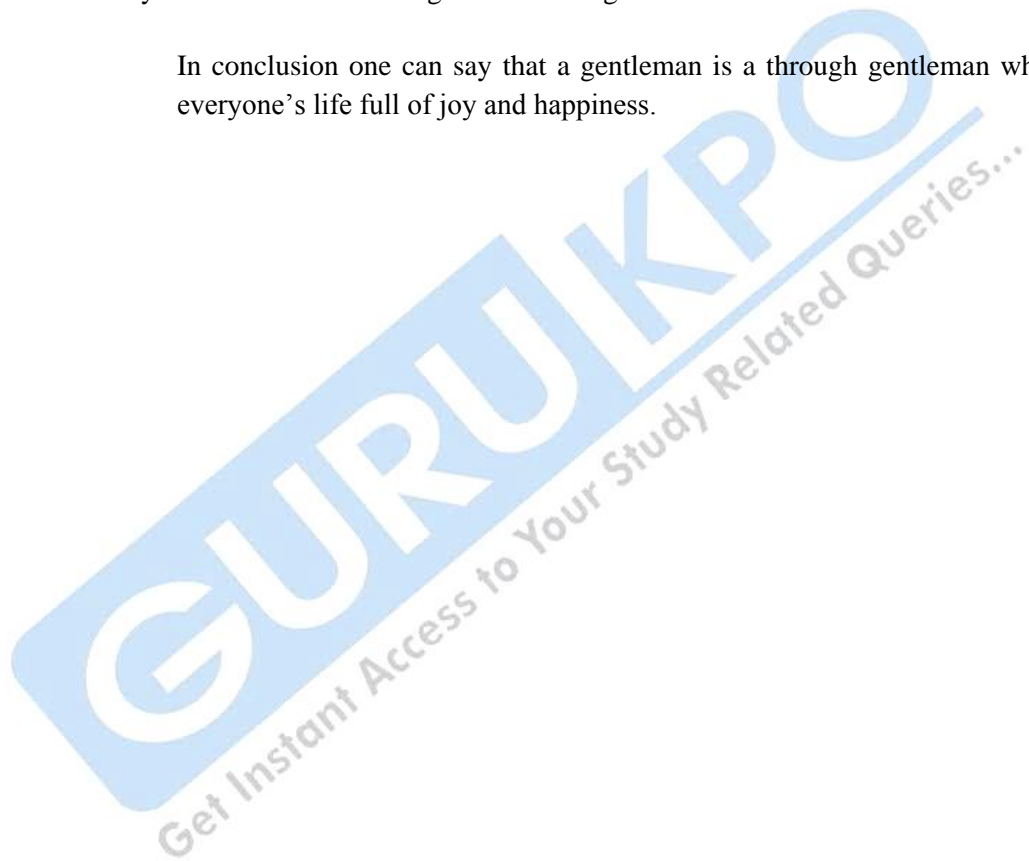 In conclusion one can say that a gentleman is a through gentleman
everyone's life full of joy and happiness.
GURUKPO
Get Instant Access to Your Study Related Queries...